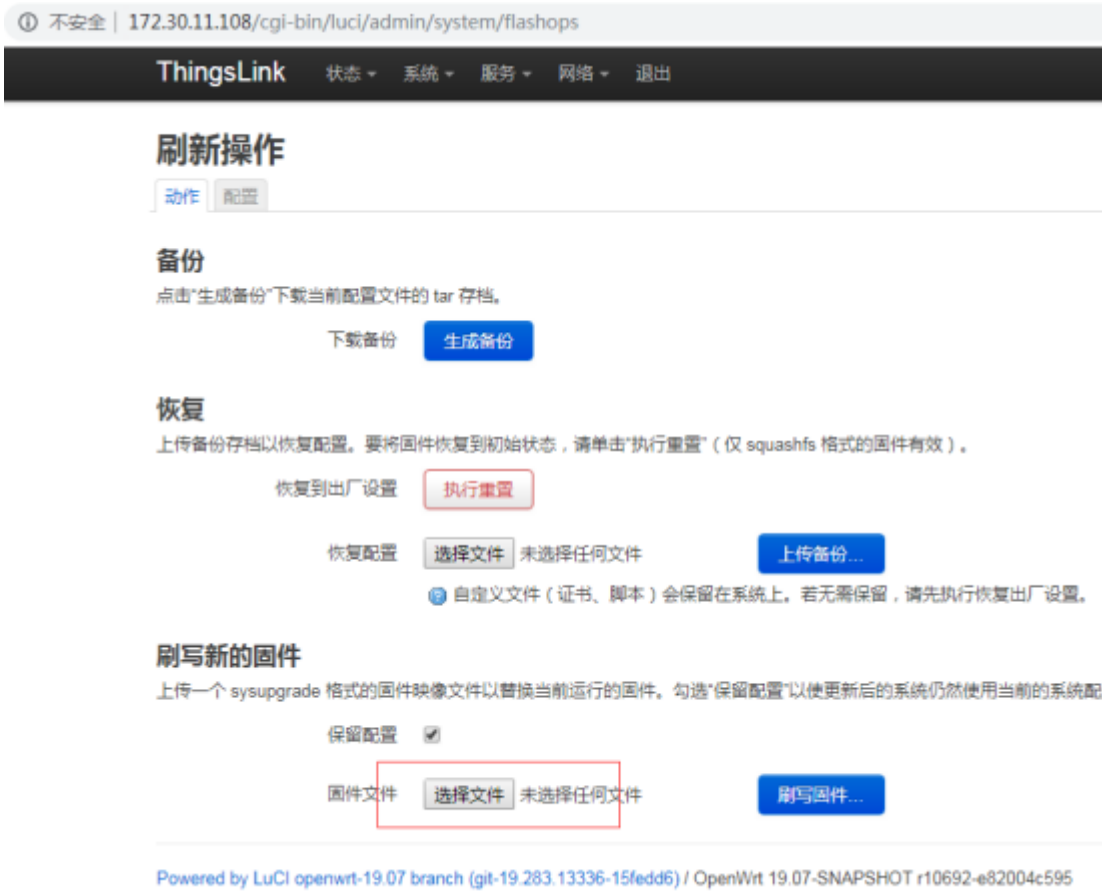 不安全 | 172.30.11.108/cgi-bin/luci/admin/system/flashops
ThingsLink 状态 系统 服务 网络 退出
刷新操作
动作 配置
备份
点击“生成备份”下载当前配置文件的 tar 存档。
下载备份 生成备份
恢复
上传备份存档以恢复配置。要将固件恢复到初始状态，请单击“执行重置”（仅 squashfs 格式的固件有效）。
恢复到出厂设置 执行重置
恢复配置 选择文件 未选择任何文件 上传备份...
自定义文件（证书、脚本）会保留在系统上。若无需保留，请先执行恢复出厂设置。
刷写新的固件
上传一个 sysupgrade 格式的固件映像文件以替换当前运行的固件。勾选“保留配置”以使更新后的系统仍然使用当前的系统配
保留配置
固件文件 选择文件 未选择任何文件 刷写固件...
Powered by LuCI openwrt-19.07 branch (git-19.283.13336-15fedd6) / OpenWrt 19.07-SNAPSHOT r10692-e82004c595